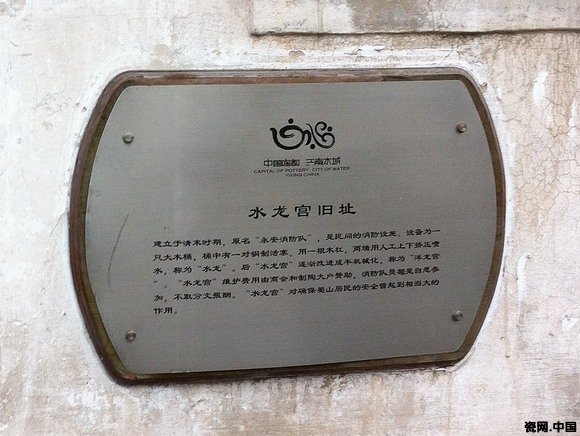 中国陶都 江南水城
CAPITAL OF POTTERY CITY OF WATER
YIXING CHINA
水龙宫旧址
建立于清末时期，原名“永安消防队”，是民间的消防设施，设备为一
只大木桶，桶中有一对铜制活塞，用一根木杠，两端用人工上下挤压喷
水，称为“水龙”。后“水龙宫”逐渐改进成半机械化，称为“洋龙宫
”。“水龙宫”维护费用由商会和制陶大户赞助，消防队员毫是自愿参
加，不取分文报酬。“水龙宫”对确保蜀山居民的安全曾起到相当大的
作用。
瓷网.中国